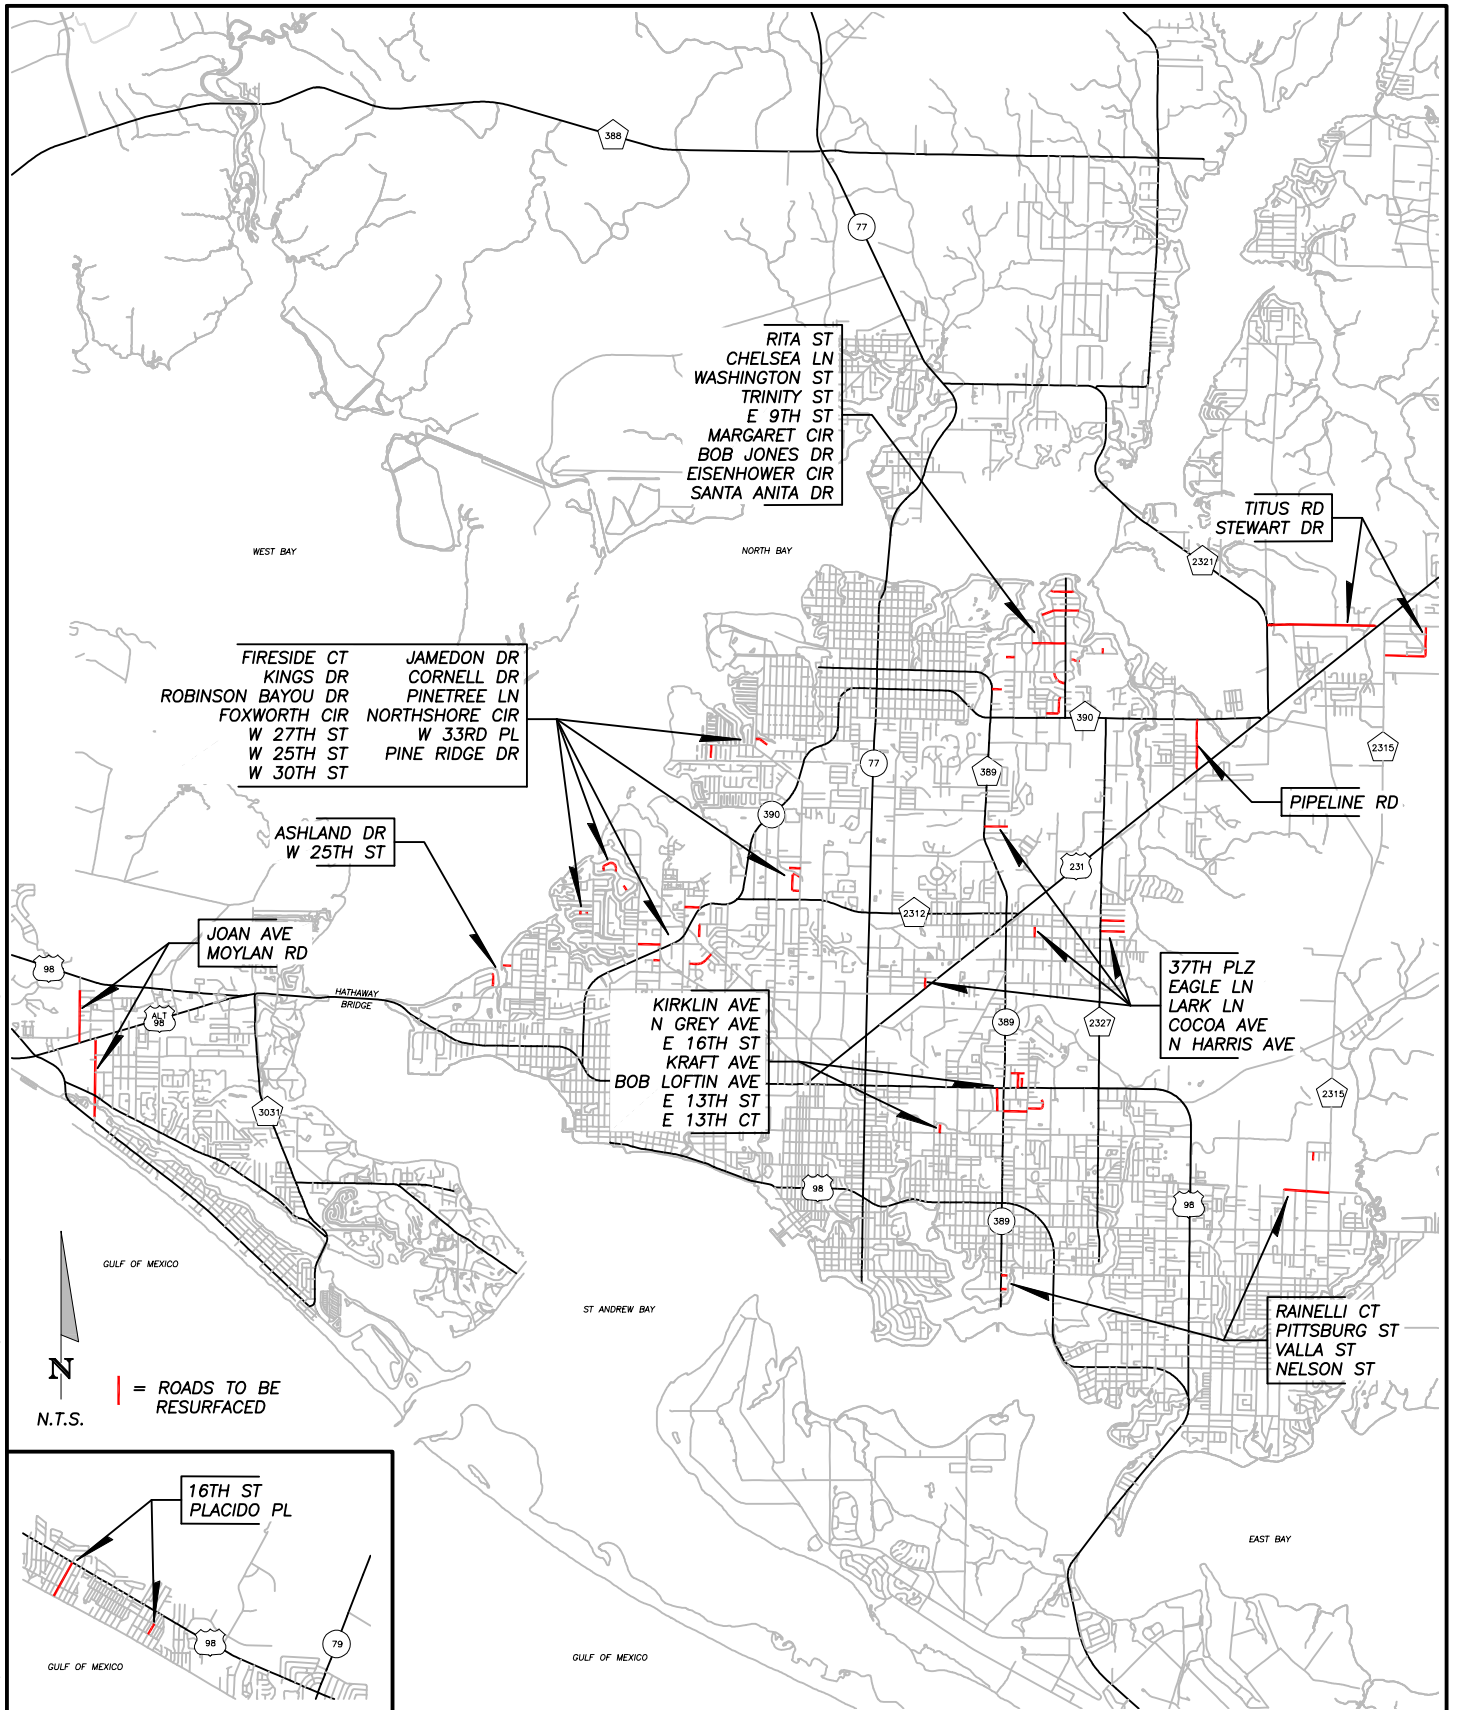 388
77
RITA ST
CHELSEA LN
WASHINGTON ST
TRINITY ST
E 9TH ST
MARGARET CIR
BOB JONES DR
EISENHOWER CIR
SANTA ANITA DR
TITUS RD
STEWART DR
WEST BAY
NORTH BAY
2321
FIRESIDE CT JAMEDON DR
KINGS DR CORNELL DR
ROBINSON BAYOU DR PINETREE LN
FOXWORTH CIR NORTHSHORE CIR
W 27TH ST W 33RD PL
W 25TH ST PINE RIDGE DR
W 30TH ST
390
2315
77
389
PIPELINE RD
390
ASHLAND DR
W 25TH ST
231
2312
JOAN AVE
MOYLAN RD
98
HATHAWAY
BRIDGE
ALT
98
37TH PLZ
EAGLE LN
LARK LN
COCOA AVE
N HARRIS AVE
KIRKLIN AVE
N GREY AVE
E 16TH ST
KRAFT AVE
BOB LOFTIN AVE
E 13TH ST
E 13TH CT
389
2327
2315
3031
98
98
389
GULF OF MEXICO
ST ANDREW BAY
RAINELLI CT
PITTSBURG ST
VALLA ST
NELSON ST
N
N.T.S.
= ROADS TO BE
RESURFACED
16TH ST
PLACIDO PL
EAST BAY
98
79
GULF OF MEXICO
GULF OF MEXICO